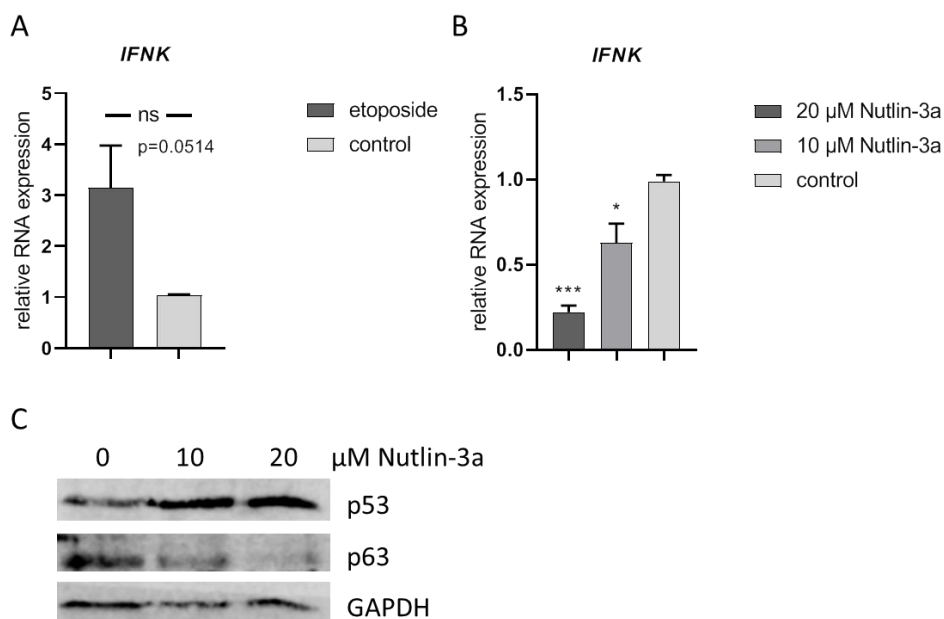 A
IFNK
relative RNA expression
5
4
3
2
1
0
ns
p=0.0514
etoposide
control
B
IFNK
relative RNA expression
1.5
1.0
0.5
0.0
***
*
20 µM Nutlin-3a
10 µM Nutlin-3a
control
C
0 10 20 µM Nutlin-3a
p53
p63
GAPDH